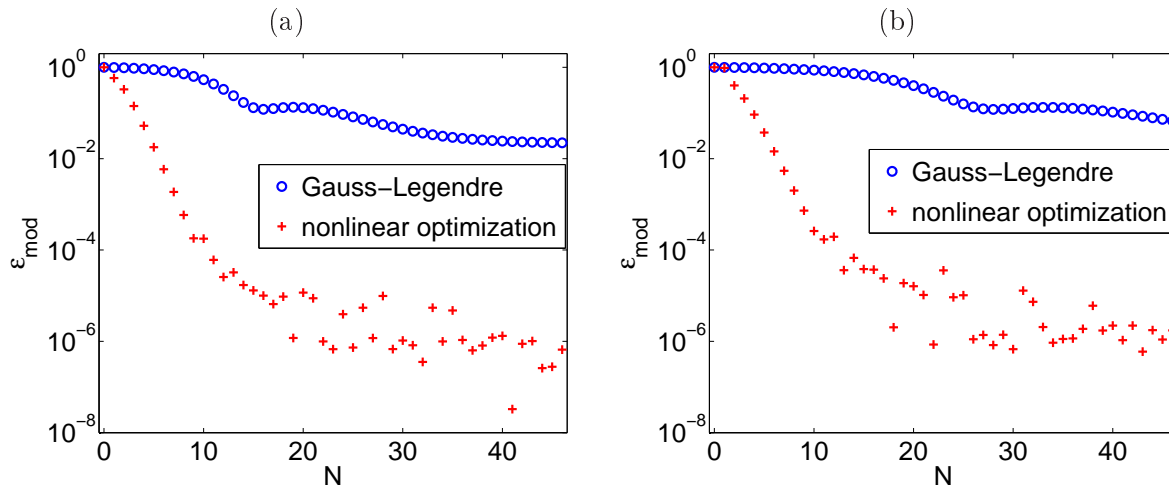 (a)
10^0
10^−2
10^−4
10^−6
10^−8
ε_mod
Gauss−Legendre
nonlinear optimization
0 10 20 30 40
N
(b)
10^0
10^−2
10^−4
10^−6
10^−8
ε_mod
Gauss−Legendre
nonlinear optimization
0 10 20 30 40
N